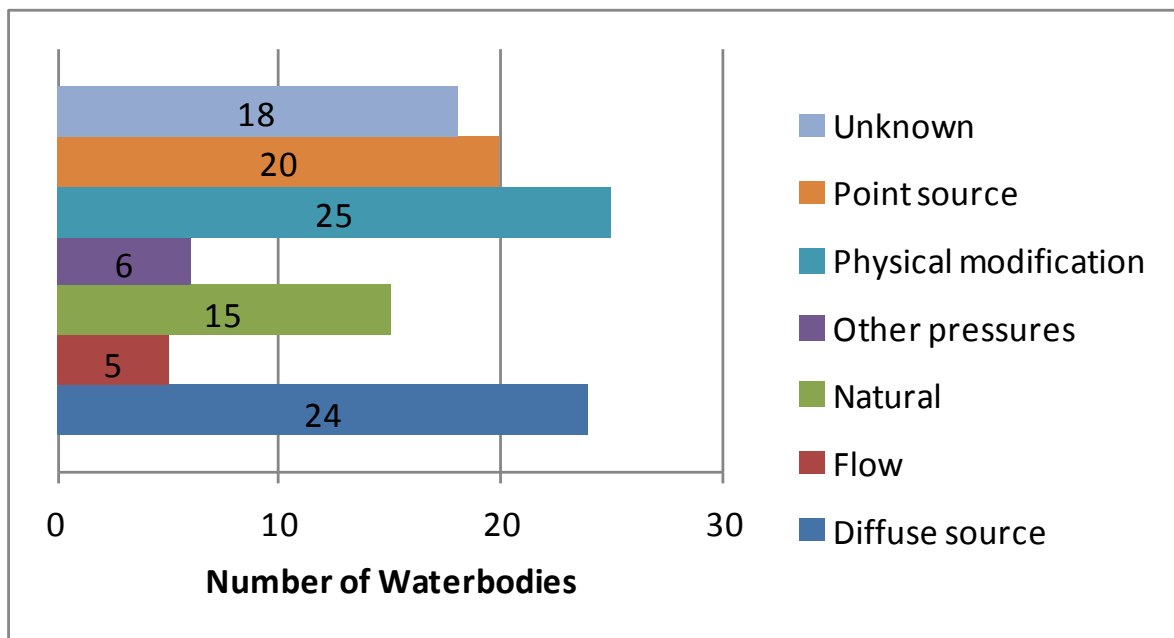 18
20
25
6
15
5
24
0 10 20 30
Number of Waterbodies
Unknown
Point source
Physical modification
Other pressures
Natural
Flow
Diffuse source